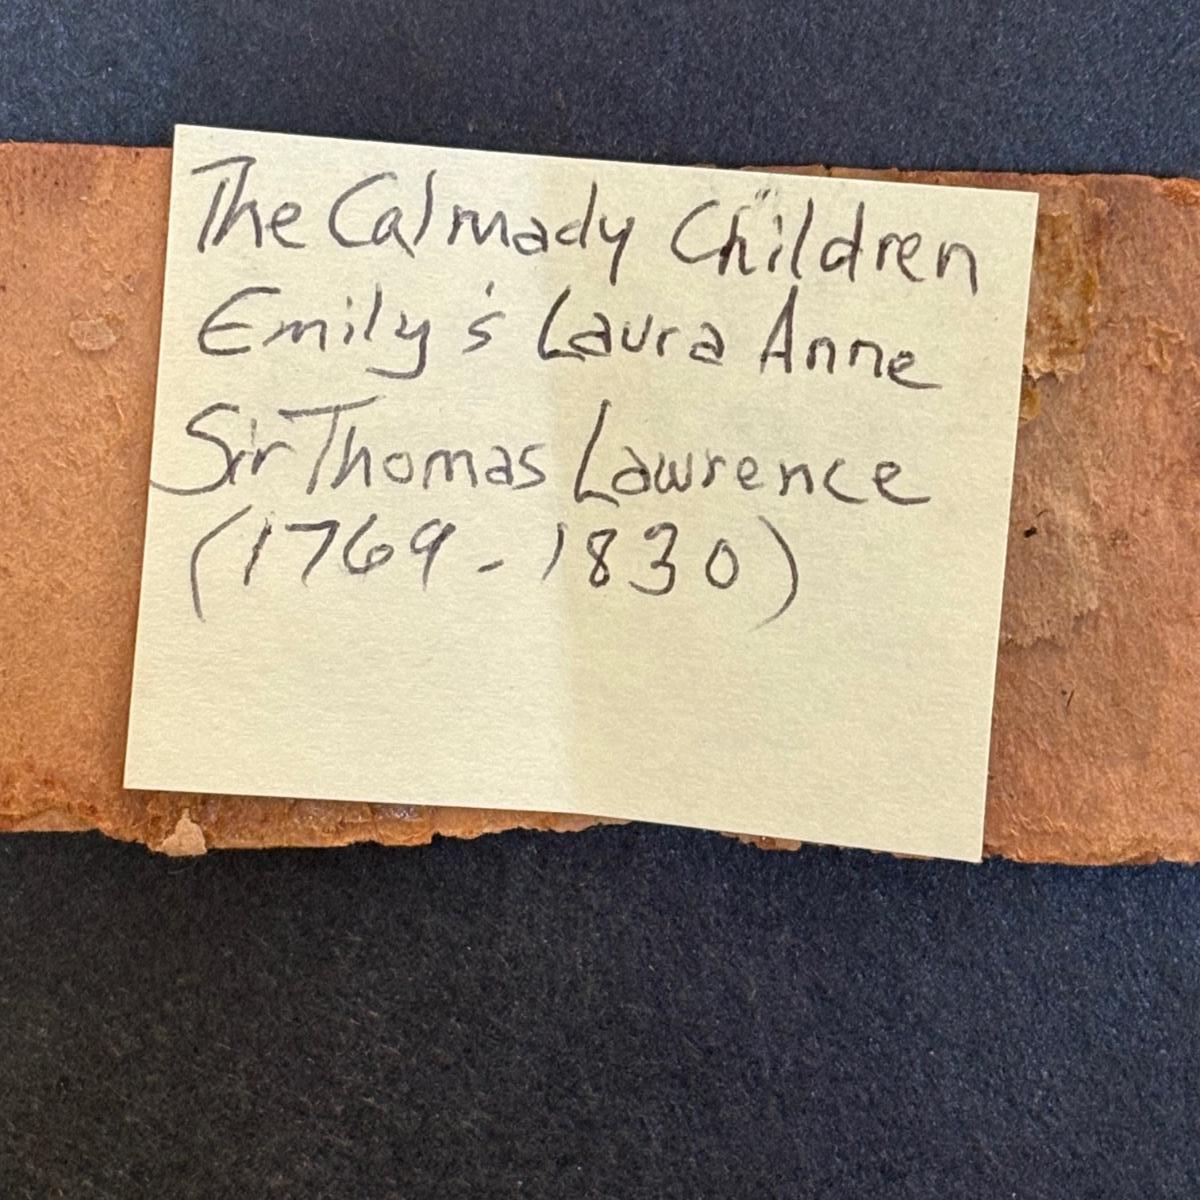 The Calmady Children
Emily & Laura Anne
Sir Thomas Lawrence
(1769-1830)